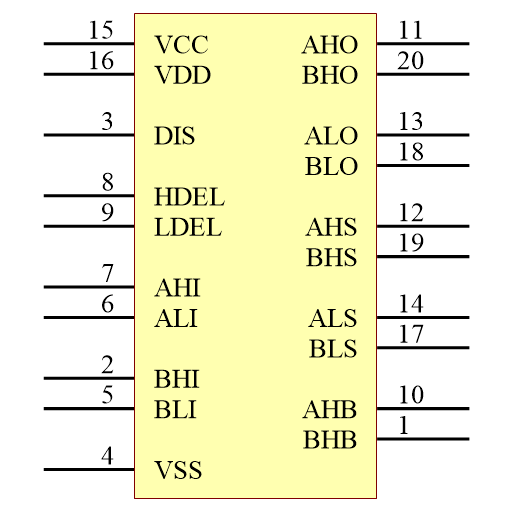 15 VCC AHO 11
16 VDD BHO 20
3 DIS ALO 13
BLO 18
8 HDEL
9 LDEL AHS 12
BHS 19
7 AHI
6 ALI ALS 14
BLS 17
2 BHI
5 BLI AHB 10
BHB 1
4 VSS